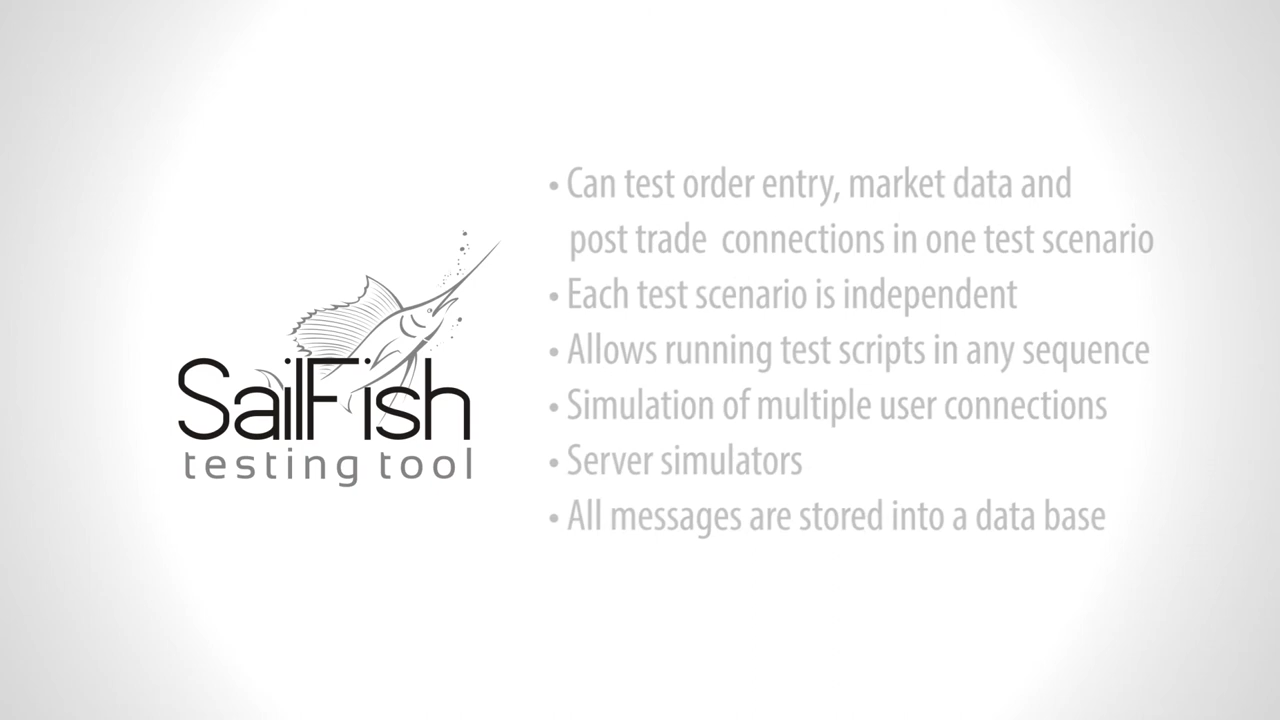 SailFish
testing tool
• Can test order entry, market data and
post trade connections in one test scenario
• Each test scenario is independent
• Allows running test scripts in any sequence
• Simulation of multiple user connections
• Server simulators
• All messages are stored into a data base